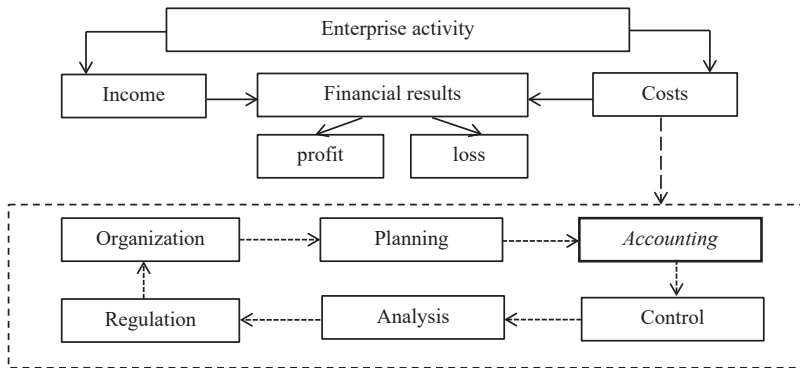 Enterprise activity
Income
Financial results
Costs
profit
loss
Organization
Planning
Accounting
Regulation
Analysis
Control